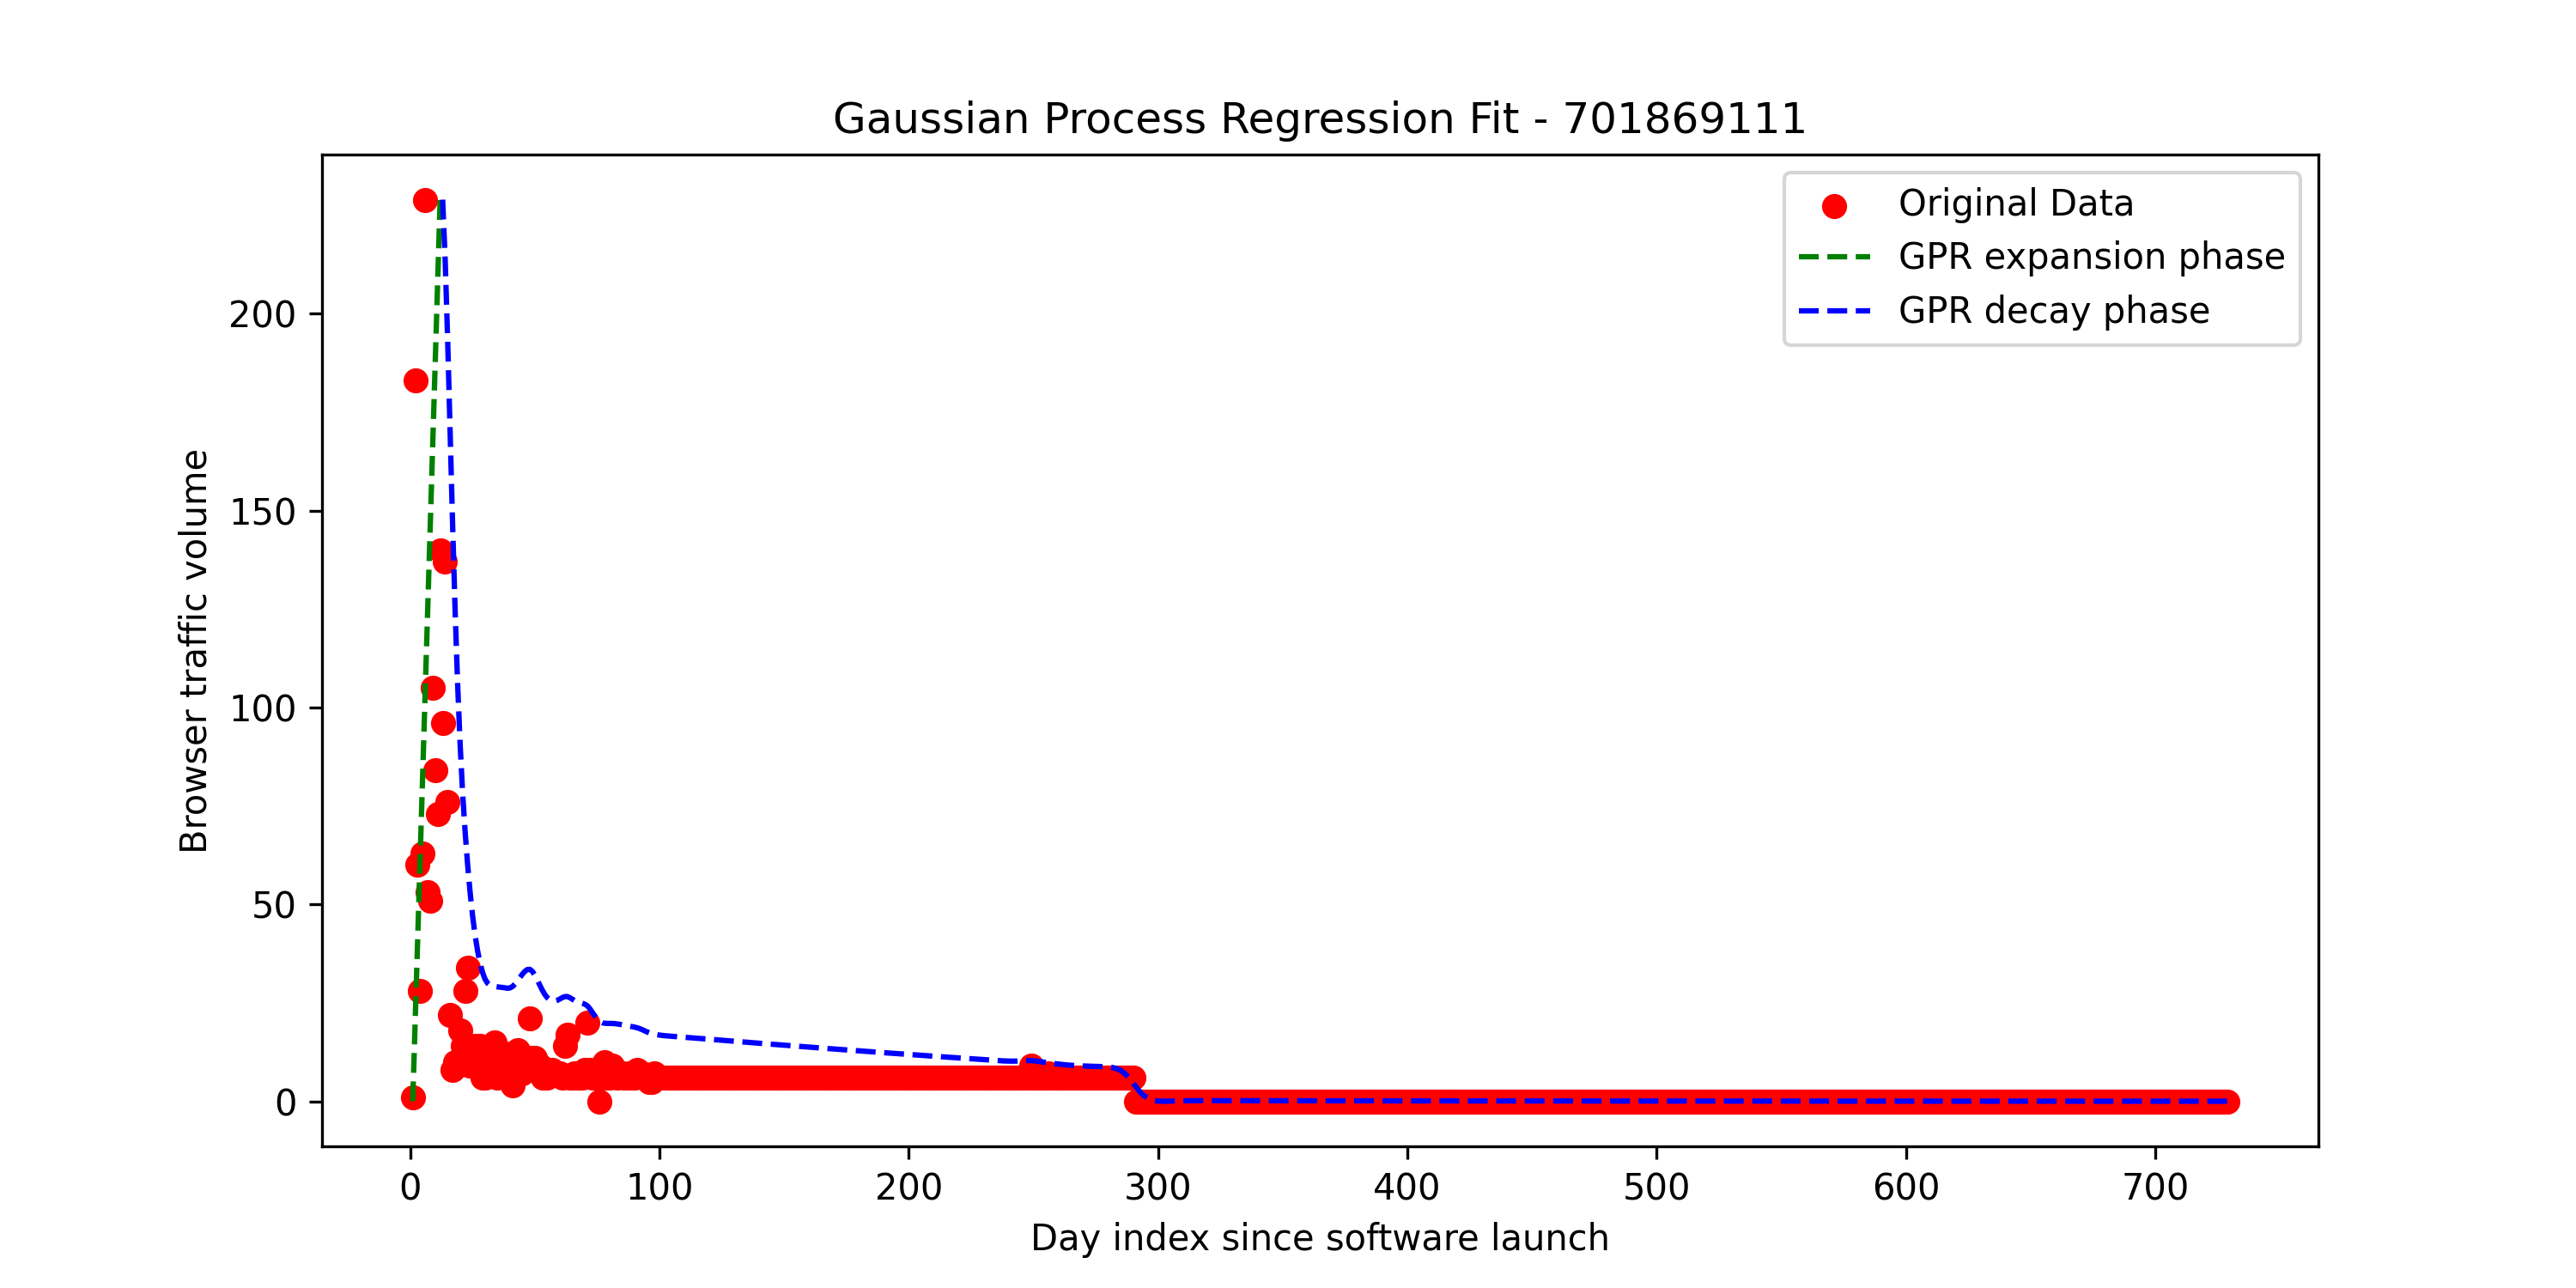 Gaussian Process Regression Fit - 701869111
Original Data
GPR expansion phase
GPR decay phase
Browser traffic volume
200
150
100
50
0
0 100 200 300 400 500 600 700
Day index since software launch